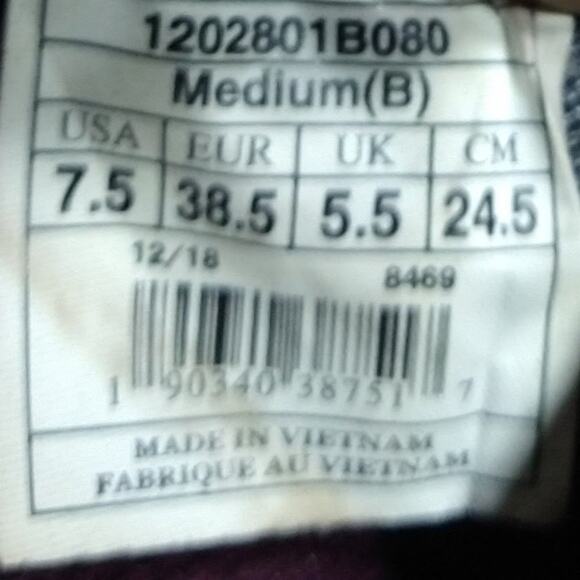 1202801B080
Medium(B)
USA EUR UK CM
7.5 38.5 5.5 24.5
12/18 8469
1 90340 38751 7
MADE IN VIETNAM
FABRIQUE AU VIETNAM